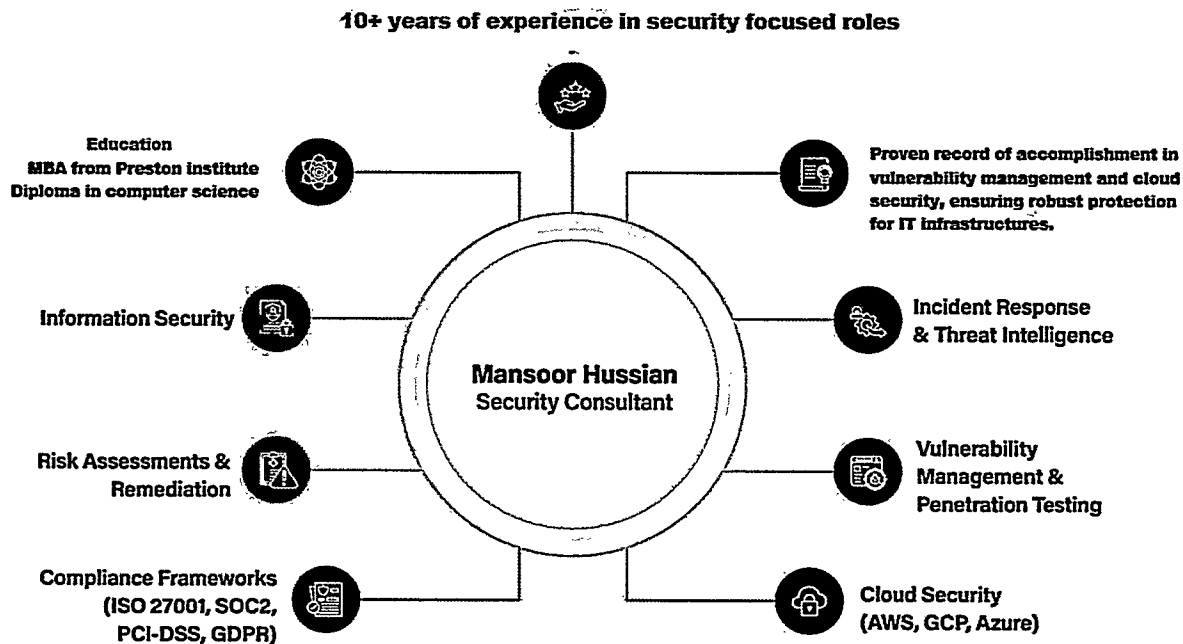 10+ years of experience in security focused roles
Education
MBA from Preston institute
Diploma in computer science
Proven record of accomplishment in
vulnerability management and cloud
security, ensuring robust protection
for IT infrastructures.
Information Security
Incident Response
& Threat Intelligence
Mansoor Hussian
Security Consultant
Risk Assessments &
Remediation
Vulnerability
Management &
Penetration Testing
Compliance Frameworks
(ISO 27001, SOC2,
PCI-DSS, GDPR)
Cloud Security
(AWS, GCP, Azure)